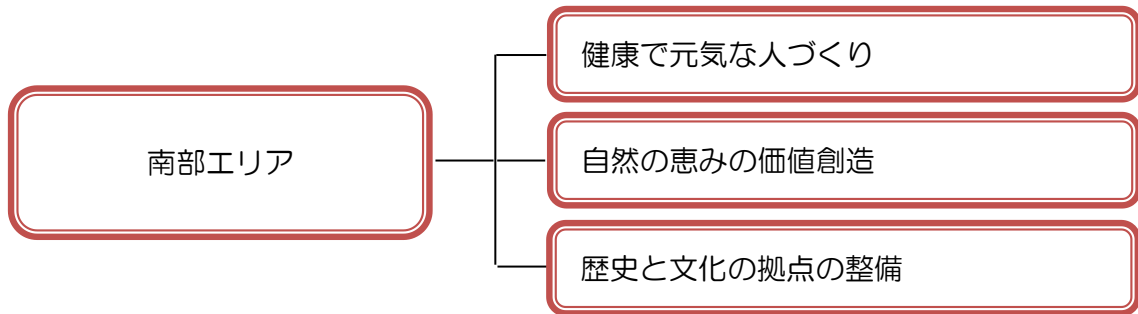 南部エリア
健康で元気な人づくり
自然の恵みの価値創造
歴史と文化の拠点の整備